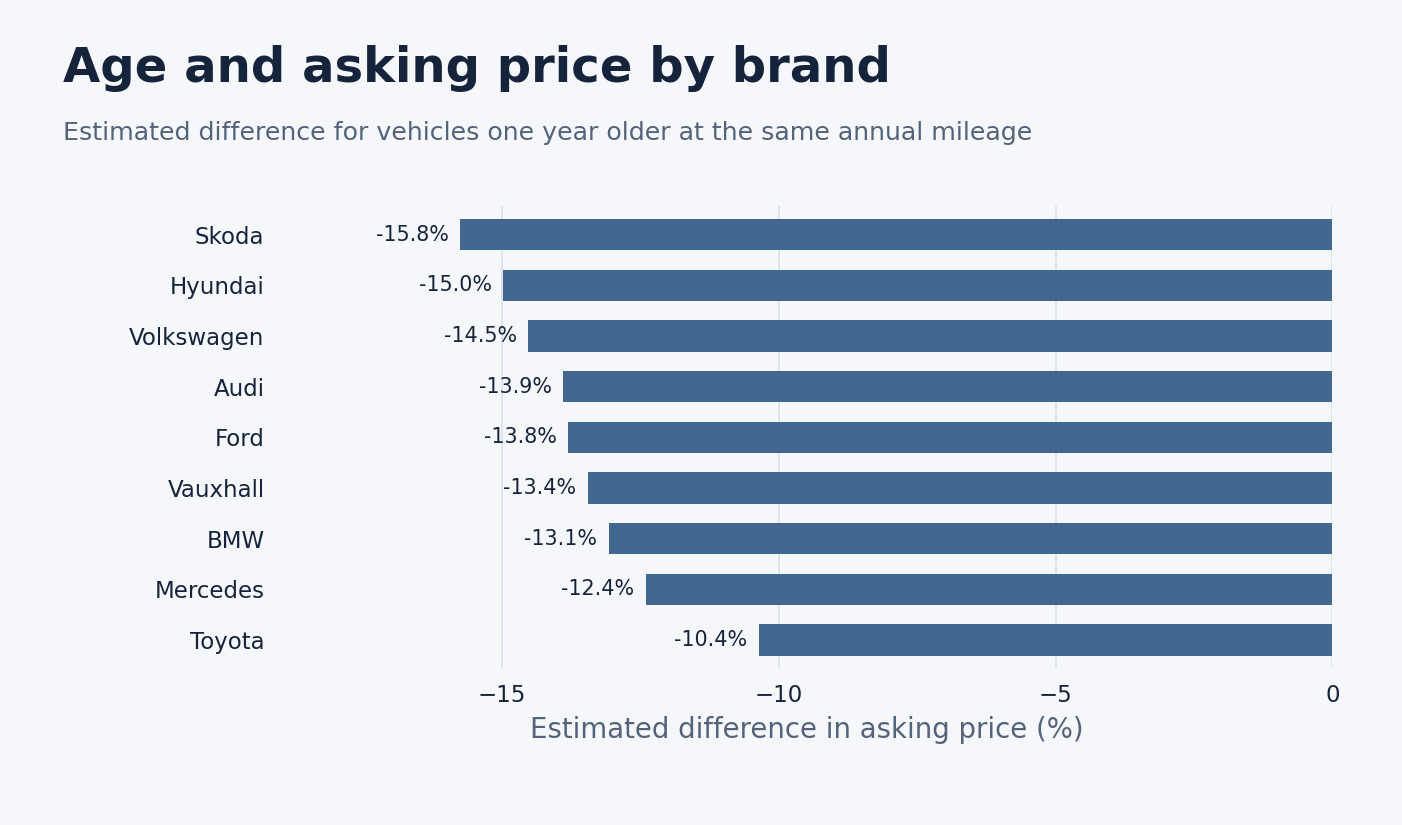 Age and asking price by brand
Estimated difference for vehicles one year older at the same annual mileage
Skoda -15.8%
Hyundai -15.0%
Volkswagen -14.5%
Audi -13.9%
Ford -13.8%
Vauxhall -13.4%
BMW -13.1%
Mercedes -12.4%
Toyota -10.4%
−15 −10 −5 0
Estimated difference in asking price (%)